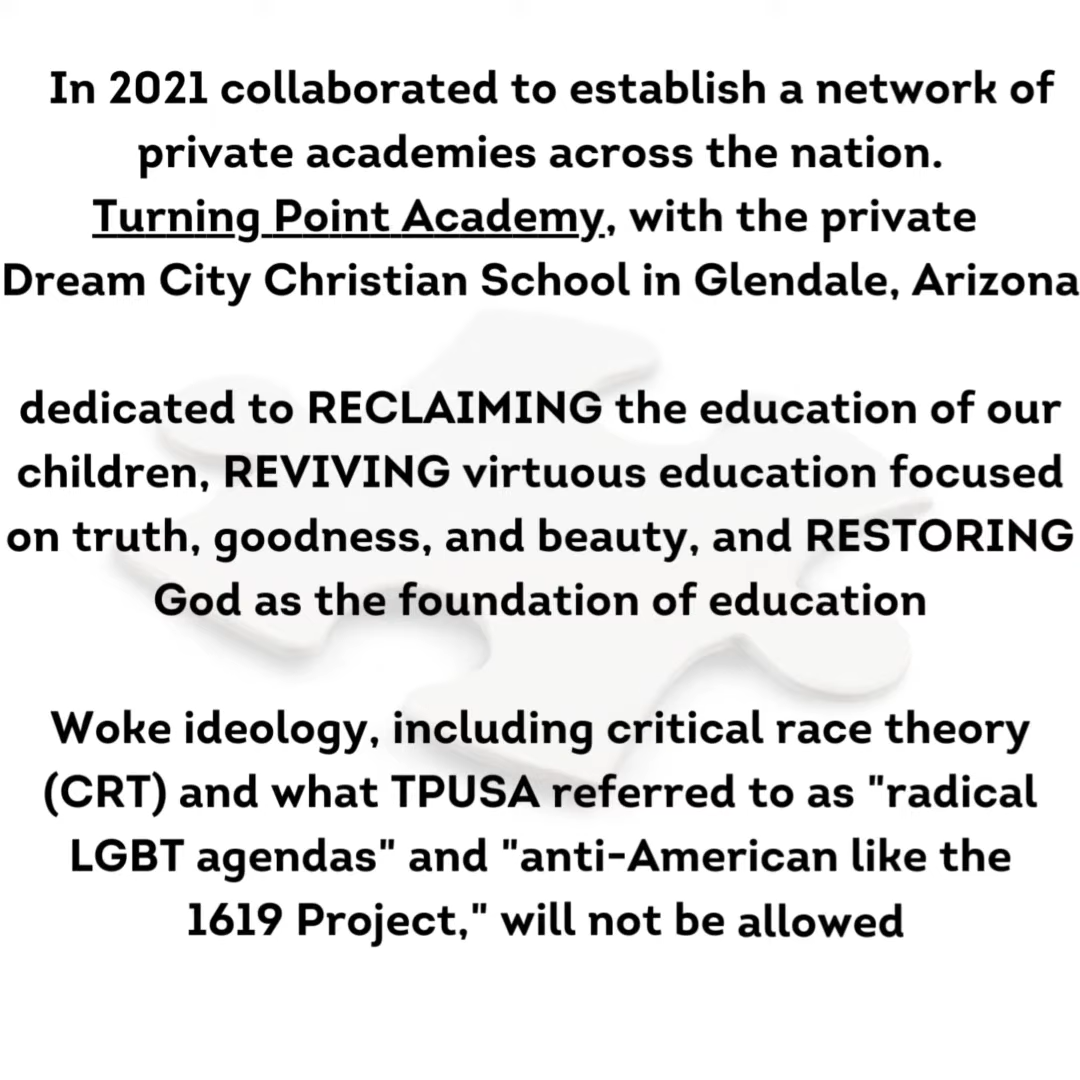 In 2021 collaborated to establish a network of
private academies across the nation.
Turning Point Academy, with the private
Dream City Christian School in Glendale, Arizona
dedicated to RECLAIMING the education of our
children, REVIVING virtuous education focused
on truth, goodness, and beauty, and RESTORING
God as the foundation of education
Woke ideology, including critical race theory
(CRT) and what TPUSA referred to as "radical
LGBT agendas" and "anti-American like the
1619 Project," will not be allowed